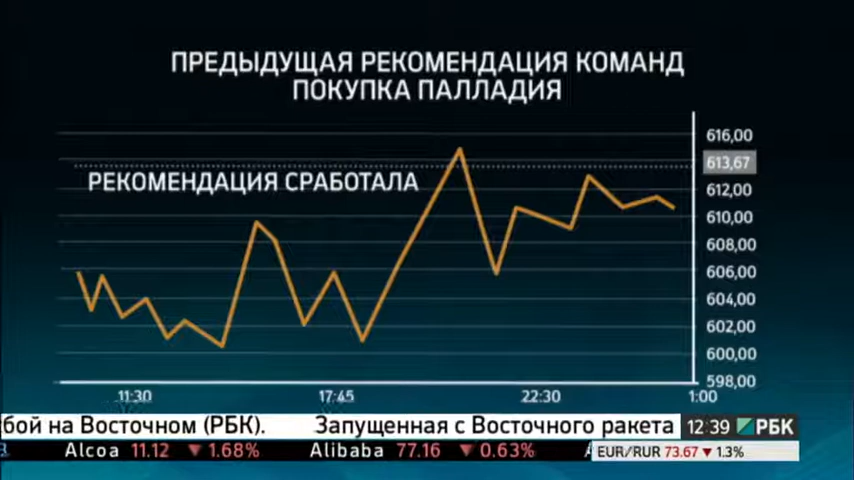 ПРЕДЫДУЩАЯ РЕКОМЕНДАЦИЯ КОМАНД
ПОКУПКА ПАЛЛАДИЯ
616,00
613,67
РЕКОМЕНДАЦИЯ СРАБОТАЛА
612,00
610,00
608,00
606,00
604,00
602,00
600,00
598,00
11:30 17:45 22:30 1:00
бой на Восточном (РБК). Запущенная с Восточного ракета
12:39 РБК
Alcoa 11.12 ▼ 1.68% Alibaba 77.16 ▼ 0.63%
EUR/RUR 73.67 ▼ 1.3%